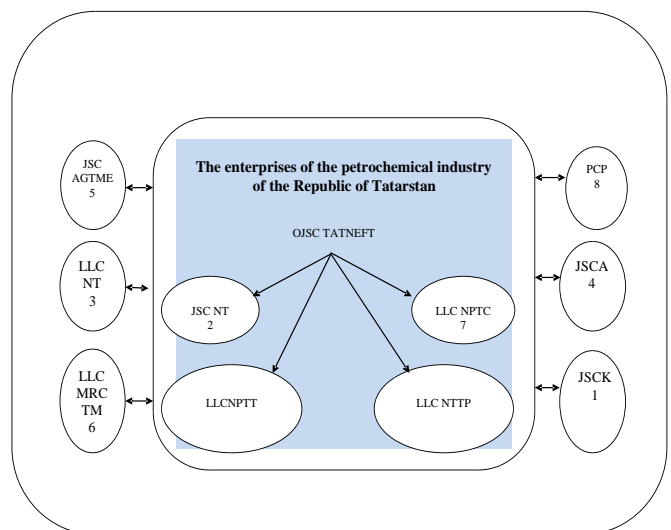 The enterprises of the petrochemical industry
of the Republic of Tatarstan
JSC
AGTME
5
PCP
8
OJSC TATNEFT
LLC
NT
3
JSCA
4
JSC NT
2
LLC NPTC
7
LLC
MRC
TM
6
LLCNPTT
LLC NTTP
JSCK
1